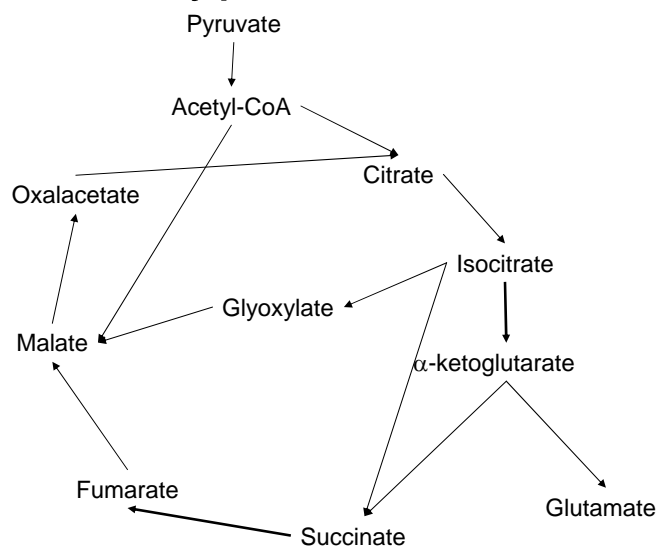 Pyruvate
Acetyl-CoA
Citrate
Oxalacetate
Isocitrate
Glyoxylate
Malate
α-ketoglutarate
Fumarate
Glutamate
Succinate